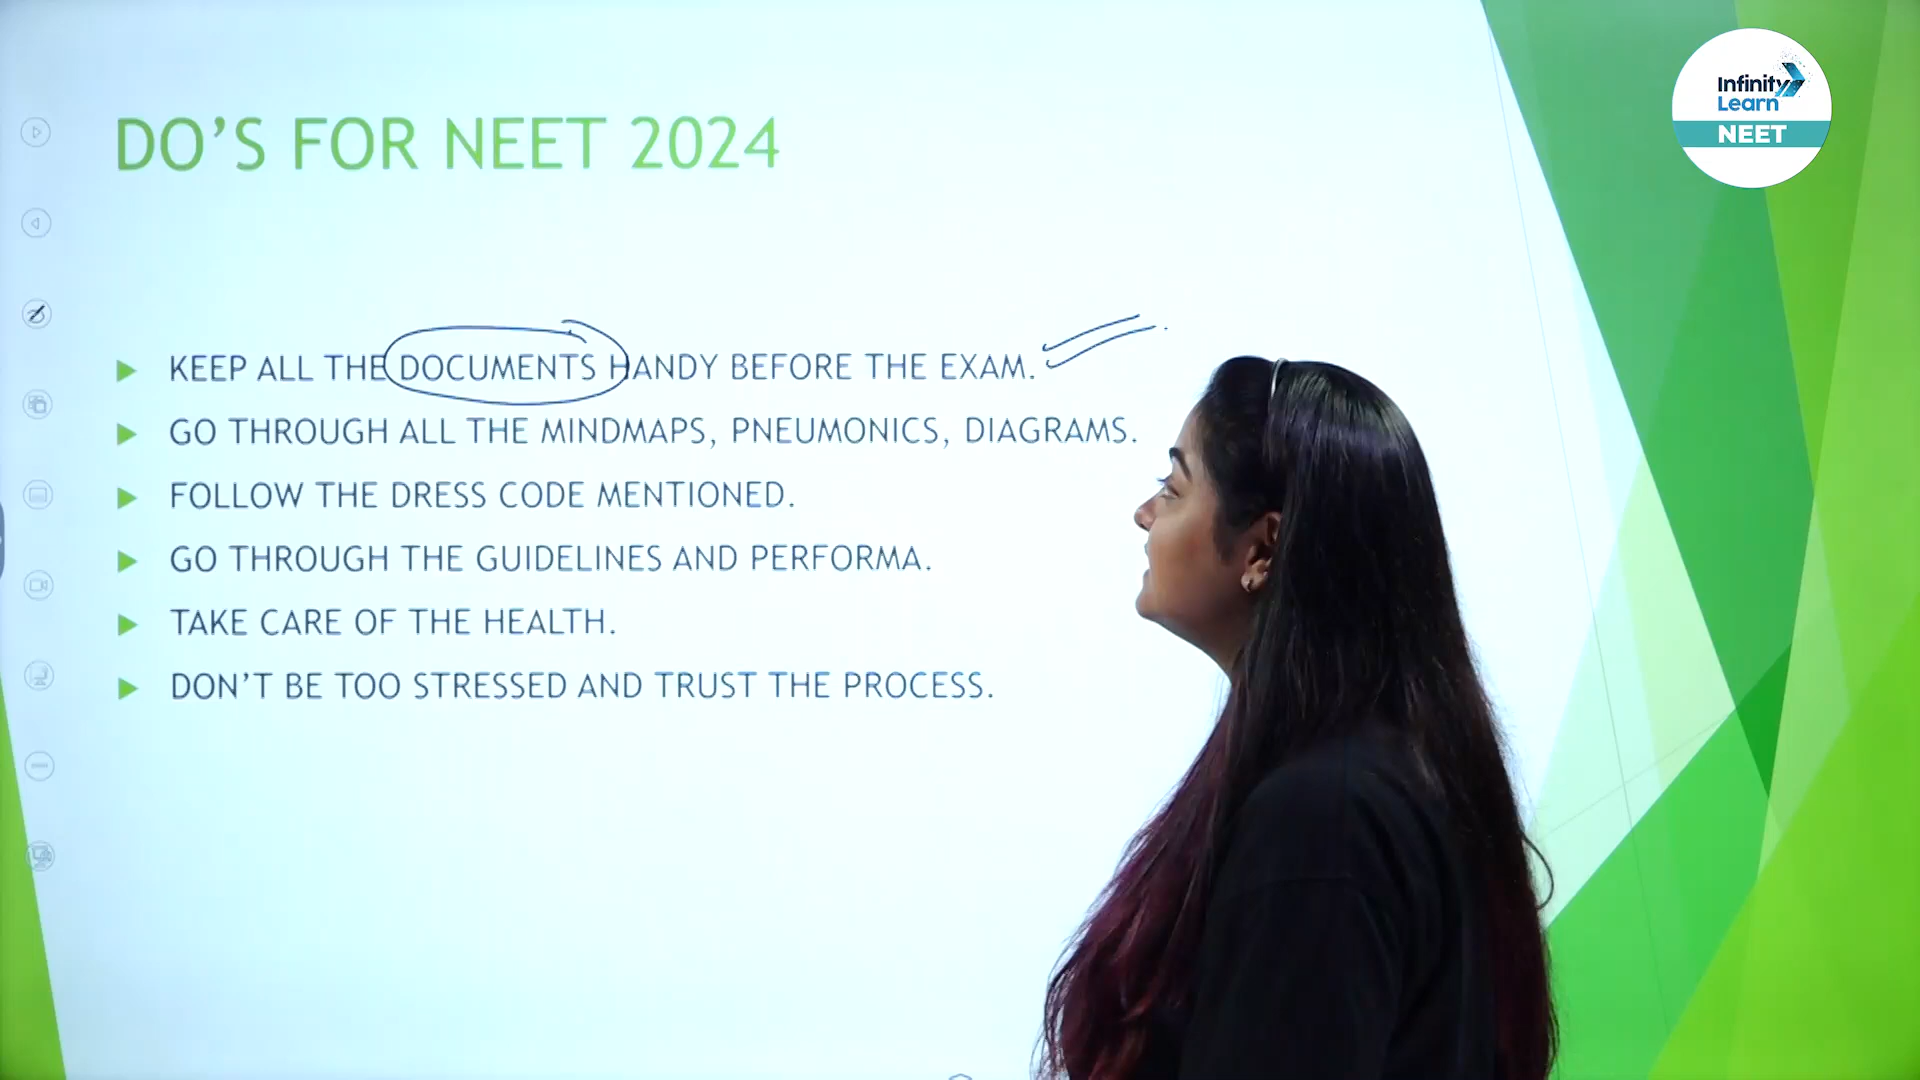 Infinity
Learn
NEET
DO’S FOR NEET 2024
KEEP ALL THE DOCUMENTS HANDY BEFORE THE EXAM.
GO THROUGH ALL THE MINDMAPS, PNEUMONICS, DIAGRAMS.
FOLLOW THE DRESS CODE MENTIONED.
GO THROUGH THE GUIDELINES AND PERFORMA.
TAKE CARE OF THE HEALTH.
DON’T BE TOO STRESSED AND TRUST THE PROCESS.